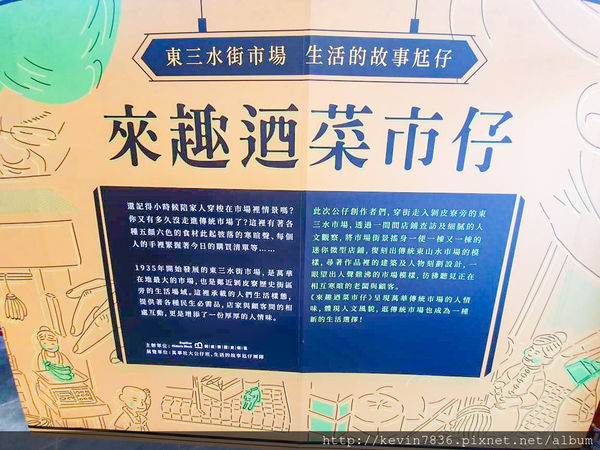 東三水街市場 生活的故事尪仔
來趣迺菜市仔
還記得小時候陪家人穿梭在市場裡情景嗎?
你又有多久沒走進傳統市場了?這裡有著各
種五顏六色的食材此起彼落的寒暄聲、每個
人的手裡緊握著今日的購買清單等……
1935年開始發展的東三水街市場,是萬華
在地最大的市場,也是鄰近剝皮寮歷史街區
旁的生活場域。這裡承載的人們生活樣態,
提供著各種民生必需品,店家與顧客間的相
處互動,更是增添了一份厚厚的人情味。
主辦單位:
剝皮寮歷史街區
展覽單位:萬華社大公仔班、生活的故事尪仔團隊
此次公仔創作者們,穿街走入剝皮寮旁的東
三水市場,透過一間間店鋪查訪及細膩的人
文觀察,將市場街景搖身一便一棟又一棟的
迷你微型店鋪,復刻出傳統東山水市場的模
樣,尋著作品裡的建築及人物刻劃設計,一
眼望出人聲鼎沸的市場模樣,彷彿聽見正在
相互寒暄的老闆與顧客。
《來趣迺菜市仔》呈現萬華傳統市場的人情
味,體現人文風貌,逛傳統市場也成為一種
新的生活選擇!
http://kevin7836.pixnet.net/album